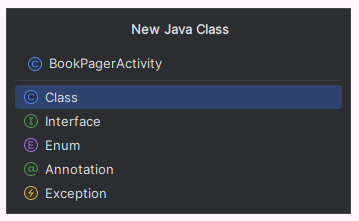 New Java Class
C BookPagerActivity
C Class
I Interface
E Enum
@ Annotation
Exception